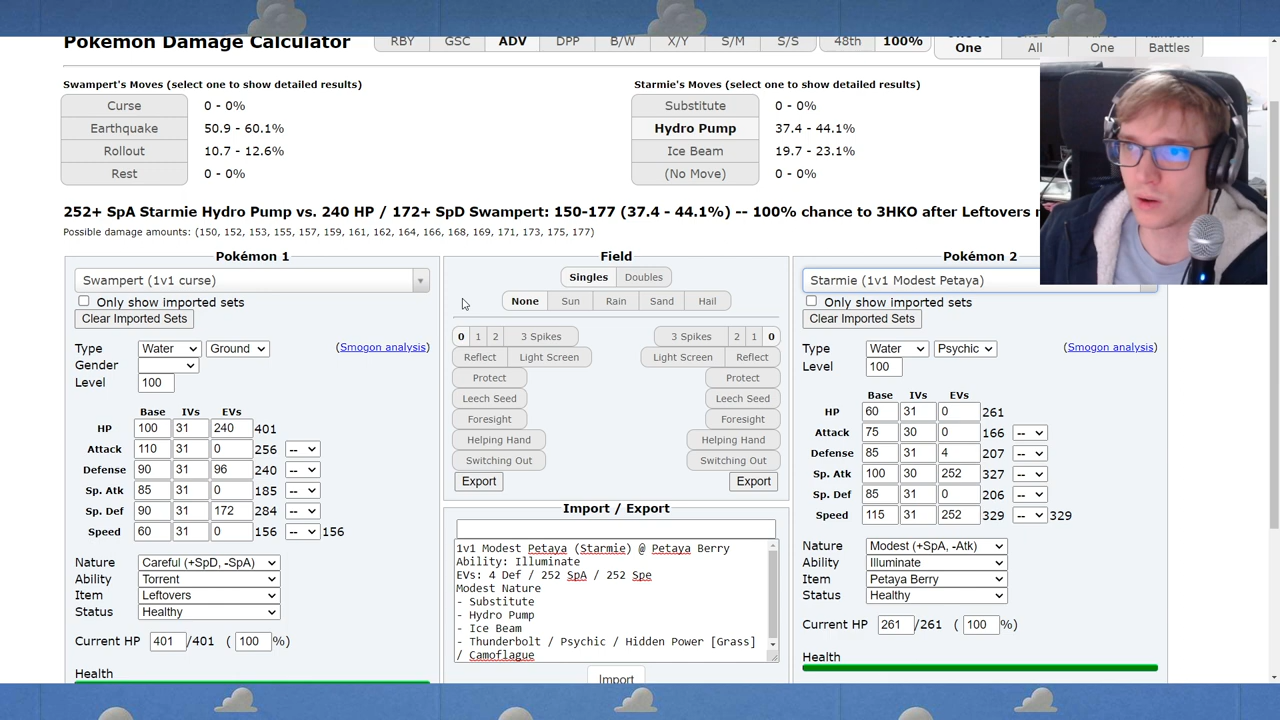 Pokemon Damage Calculator
RBY GSC ADV DPP B/W X/Y S/M S/S 48th 100% One to One All One Battles
Swampert's Moves (select one to show detailed results)
Curse 0 - 0%
Earthquake 50.9 - 60.1%
Rollout 10.7 - 12.6%
Rest 0 - 0%
Starmie's Moves (select one to show detailed results)
Substitute 0 - 0%
Hydro Pump 37.4 - 44.1%
Ice Beam 19.7 - 23.1%
(No Move) 0 - 0%
252+ SpA Starmie Hydro Pump vs. 240 HP / 172+ SpD Swampert: 150-177 (37.4 - 44.1%) -- 100% chance to 3HKO after Leftovers
Possible damage amounts: (150, 152, 153, 155, 157, 159, 161, 162, 164, 166, 168, 169, 171, 173, 175, 177)
Pokémon 1
Swampert (1v1 curse)
Only show imported sets
Clear Imported Sets
Type Water Ground (Smogon analysis)
Gender
Level 100
Base IVs EVs
HP 100 31 240 401
Attack 110 31 0 256 --
Defense 90 31 96 240 --
Sp. Atk 85 31 0 185 --
Sp. Def 90 31 172 284 --
Speed 60 31 0 156 -- 156
Nature Careful (+SpD, -SpA)
Ability Torrent
Item Leftovers
Status Healthy
Current HP 401 /401 ( 100 %)
Health
Field
Singles Doubles
None Sun Rain Sand Hail
0 1 2 3 Spikes 3 Spikes 2 1 0
Reflect Light Screen Light Screen Reflect
Protect Protect
Leech Seed Leech Seed
Foresight Foresight
Helping Hand Helping Hand
Switching Out Switching Out
Export Export
Import / Export
1v1 Modest Petaya (Starmie) @ Petaya Berry
Ability: Illuminate
EVs: 4 Def / 252 SpA / 252 Spe
Modest Nature
- Substitute
- Hydro Pump
- Ice Beam
- Thunderbolt / Psychic / Hidden Power [Grass]
/ Camoflague
Import
Pokémon 2
Starmie (1v1 Modest Petaya)
Only show imported sets
Clear Imported Sets
Type Water Psychic (Smogon analysis)
Level 100
Base IVs EVs
HP 60 31 0 261
Attack 75 30 0 166 --
Defense 85 31 4 207 --
Sp. Atk 100 30 252 327 --
Sp. Def 85 31 0 206 --
Speed 115 31 252 329 -- 329
Nature Modest (+SpA, -Atk)
Ability Illuminate
Item Petaya Berry
Status Healthy
Current HP 261 /261 ( 100 %)
Health